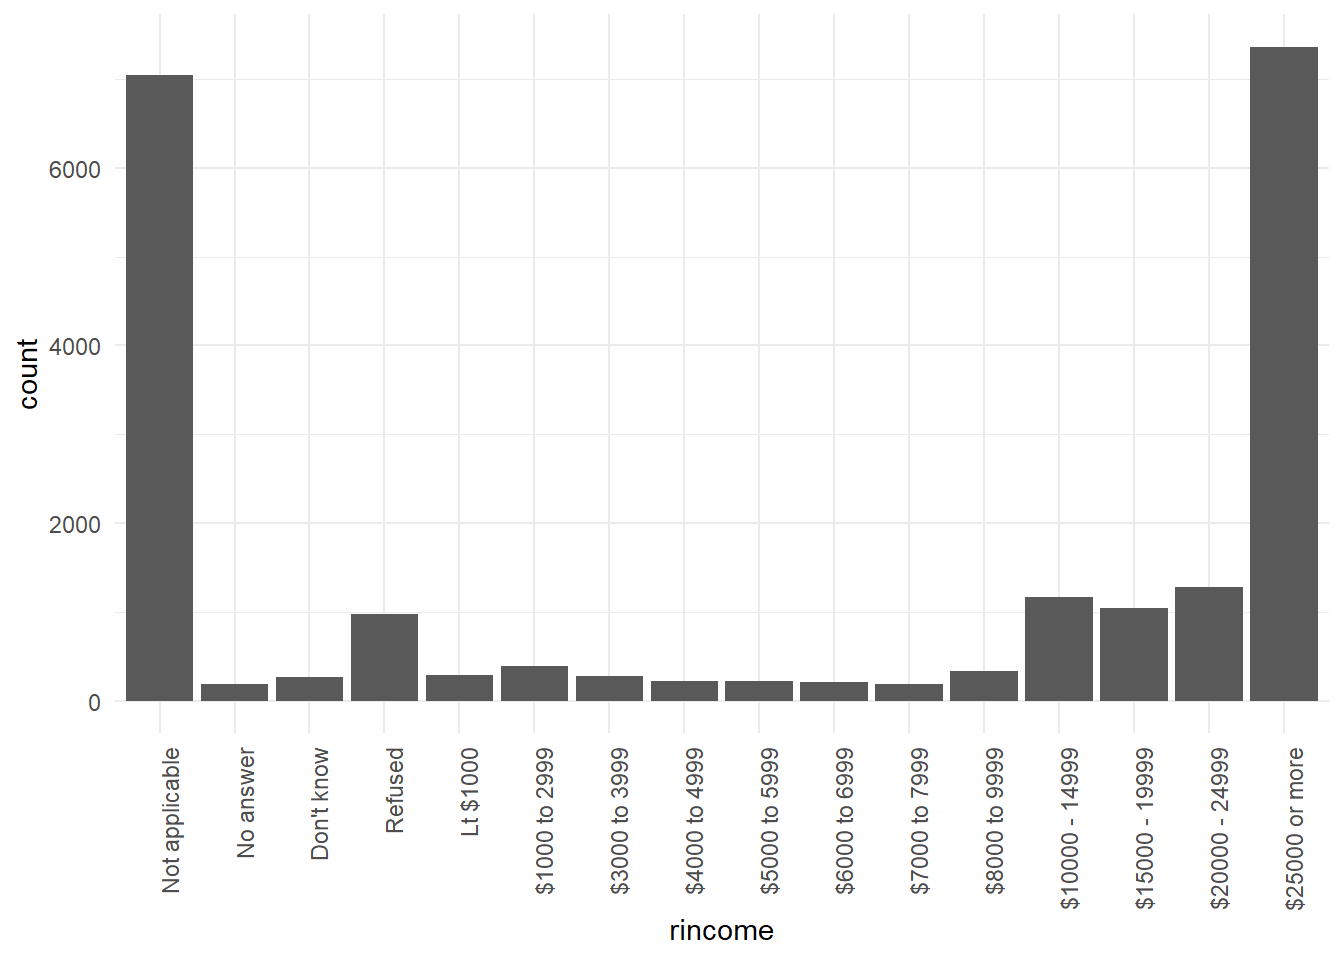 count
6000
4000
2000
0
Not applicable
No answer
Don't know
Refused
Lt $1000
$1000 to 2999
$3000 to 3999
$4000 to 4999
$5000 to 5999
$6000 to 6999
$7000 to 7999
$8000 to 9999
$10000 - 14999
$15000 - 19999
$20000 - 24999
$25000 or more
rincome